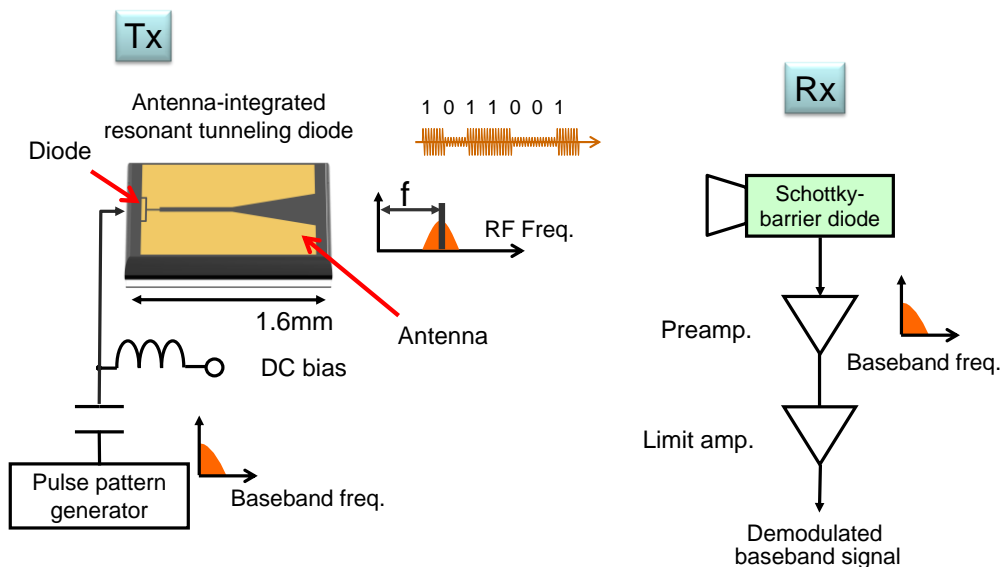 Tx
Antenna-integrated
resonant tunneling diode
Diode
1 0 1 1 0 0 1
f
RF Freq.
1.6mm
Antenna
DC bias
Pulse pattern
generator
Baseband freq.
Rx
Schottky-
barrier diode
Preamp.
Baseband freq.
Limit amp.
Demodulated
baseband signal